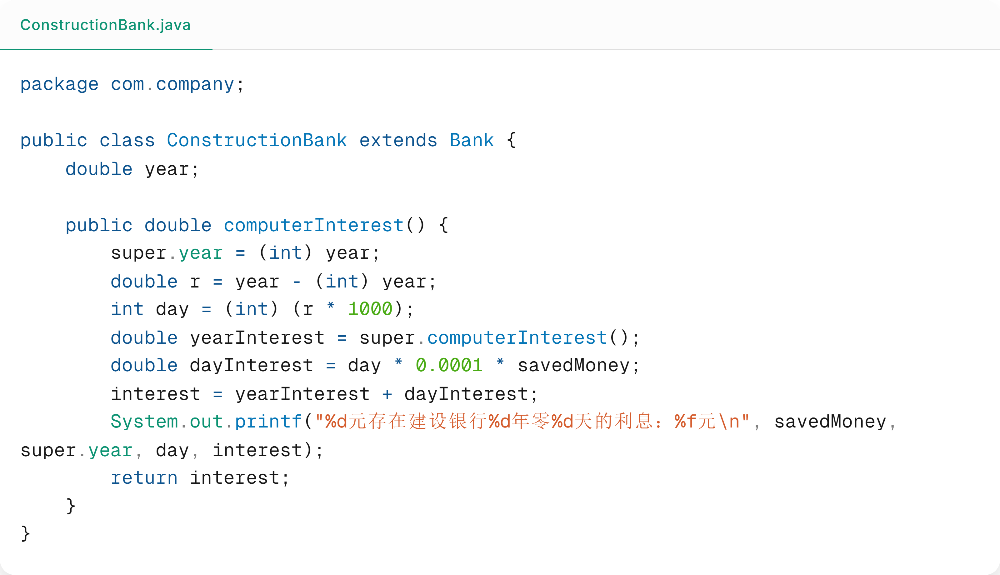 ConstructionBank.java
package com.company;
public class ConstructionBank extends Bank {
    double year;
    public double computerInterest() {
        super.year = (int) year;
        double r = year - (int) year;
        int day = (int) (r * 1000);
        double yearInterest = super.computerInterest();
        double dayInterest = day * 0.0001 * savedMoney;
        interest = yearInterest + dayInterest;
        System.out.printf("%d元存在建设银行%d年零%d天的利息：%f元\n", savedMoney,
super.year, day, interest);
        return interest;
    }
}